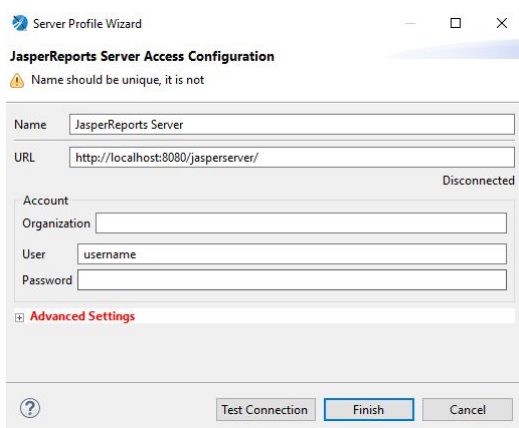 Server Profile Wizard
JasperReports Server Access Configuration
Name should be unique, it is not
Name JasperReports Server
URL http://localhost:8080/jasperserver/
Disconnected
Account
Organization
User username
Password
Advanced Settings
Test Connection Finish Cancel